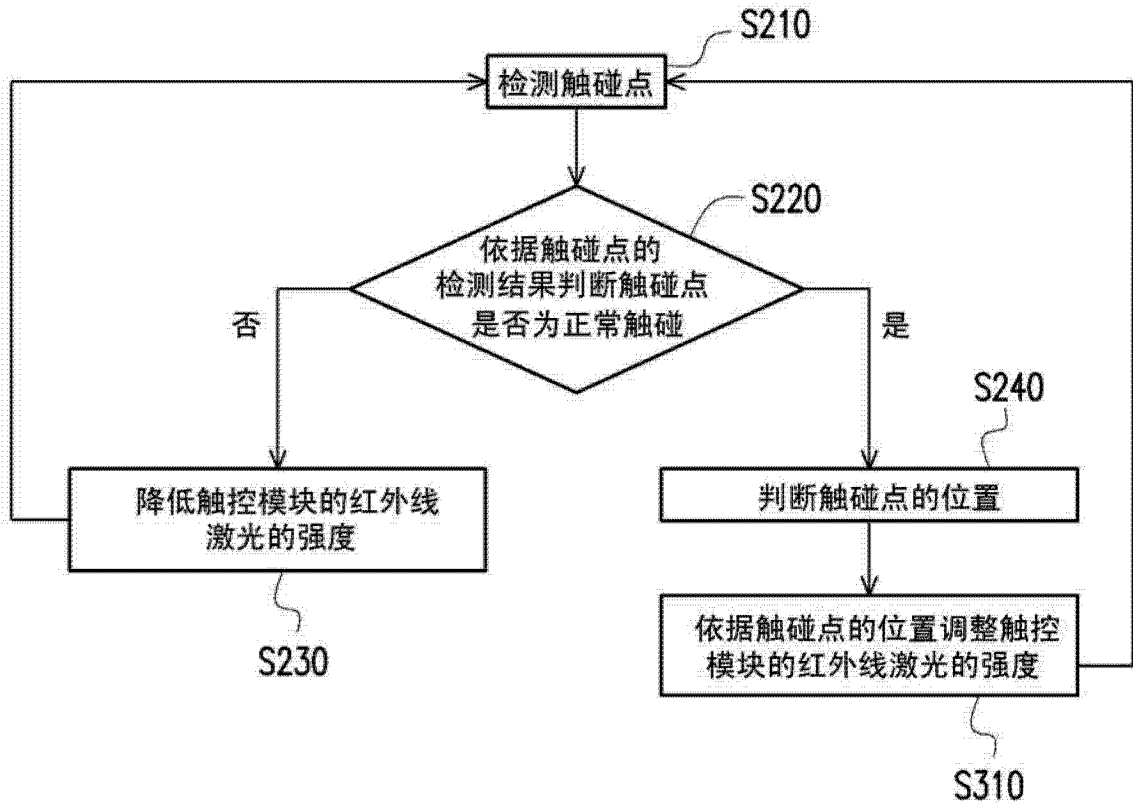 S210
检测触碰点
S220
依据触碰点的
检测结果判断触碰点
是否为正常触碰
否
是
S240
降低触控模块的红外线
激光的强度
判断触碰点的位置
S230
依据触碰点的位置调整触控
模块的红外线激光的强度
S310